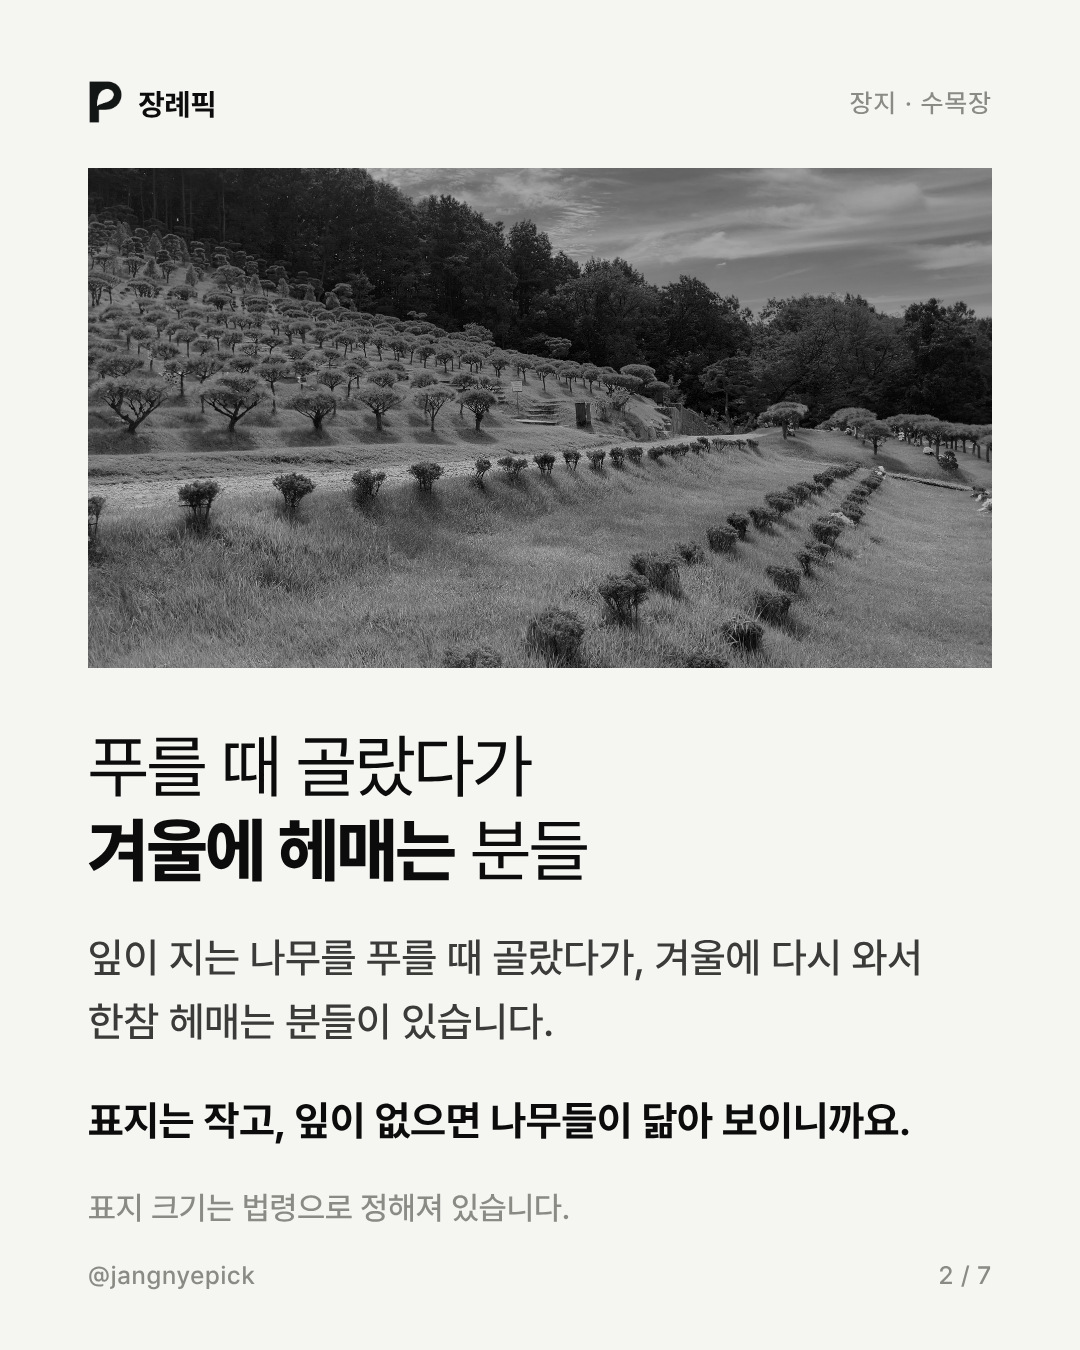 장례픽
장지 · 수목장
푸를 때 골랐다가
겨울에 헤매는 분들
잎이 지는 나무를 푸를 때 골랐다가, 겨울에 다시 와서
한참 헤매는 분들이 있습니다.
표지는 작고, 잎이 없으면 나무들이 닮아 보이니까요.
표지 크기는 법령으로 정해져 있습니다.
@jangnyepick
2 / 7